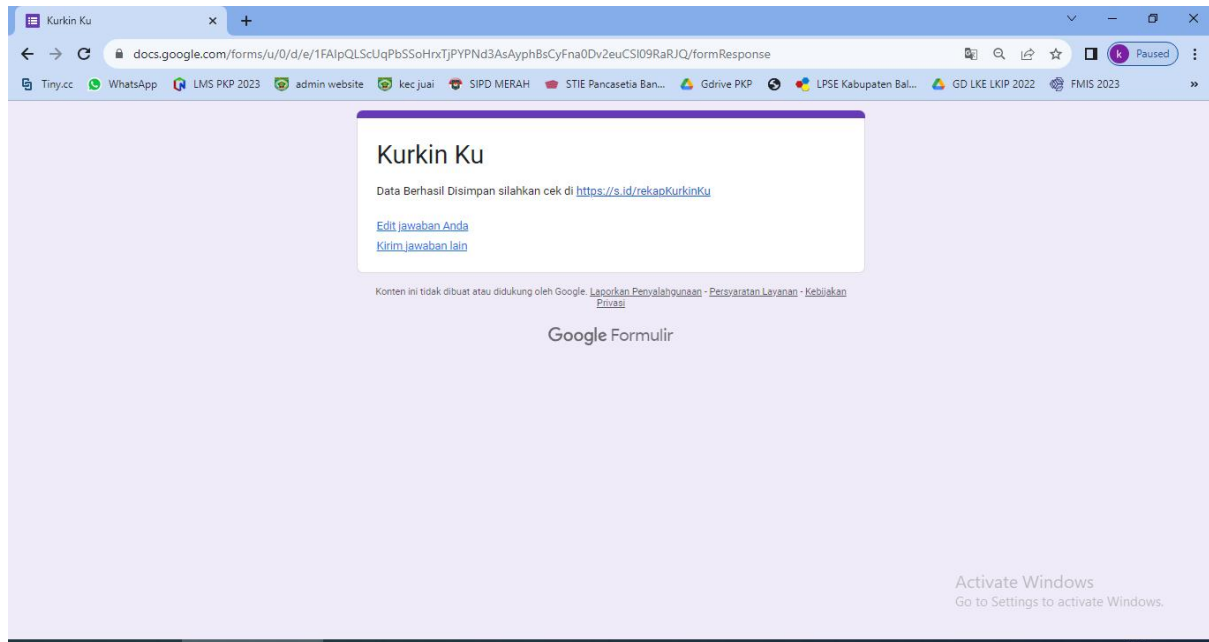 Kurkin Ku
docs.google.com/forms/u/0/d/e/1FAIpQLScUqPbSSoHrxTjPYPNd3AsAyphBsCyFna0Dv2euCSl09RaRJQ/formResponse
k Paused
Tiny.cc WhatsApp LMS PKP 2023 admin website kec juai SIPD MERAH STIE Pancasetia Ban... Gdrive PKP LPSE Kabupaten Bal... GD LKE LKIP 2022 FMIS 2023 »
Kurkin Ku
Data Berhasil Disimpan silahkan cek di https://s.id/rekapKurkinKu
Edit jawaban Anda
Kirim jawaban lain
Konten ini tidak dibuat atau didukung oleh Google. Laporkan Penyalahgunaan - Persyaratan Layanan - Kebijakan
Privasi
Google Formulir
Activate Windows
Go to Settings to activate Windows.